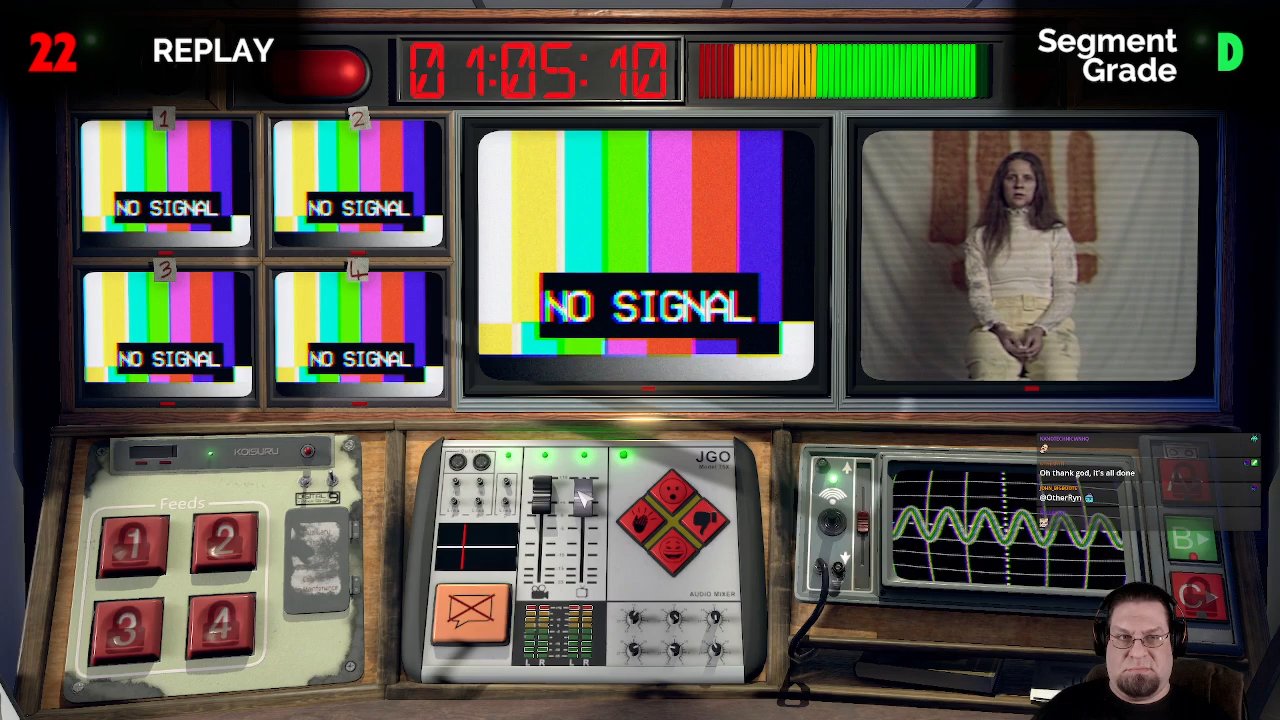 22
REPLAY
01:05:10
Segment
Grade
D
1
2
NO SIGNAL
NO SIGNAL
3
4
NO SIGNAL
NO SIGNAL
NO SIGNAL
KOISURU
Feeds
1
2
3
4
JGO
AUDIO MIXER
L R
L R
Oh thank god, it's all done
@OtherRyn
A
B
C